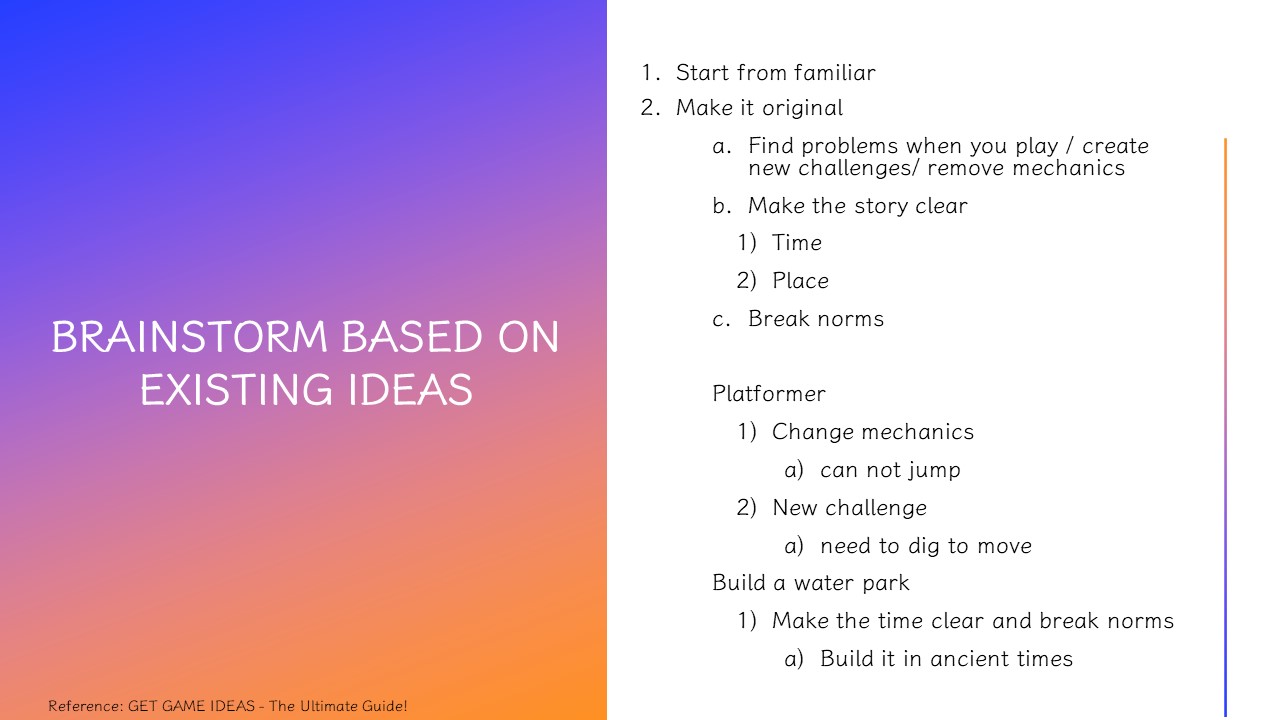 BRAINSTORM BASED ON
EXISTING IDEAS
Reference: GET GAME IDEAS - The Ultimate Guide!
1. Start from familiar
2. Make it original
a. Find problems when you play / create
new challenges/ remove mechanics
b. Make the story clear
1) Time
2) Place
c. Break norms
Platformer
1) Change mechanics
a) can not jump
2) New challenge
a) need to dig to move
Build a water park
1) Make the time clear and break norms
a) Build it in ancient times